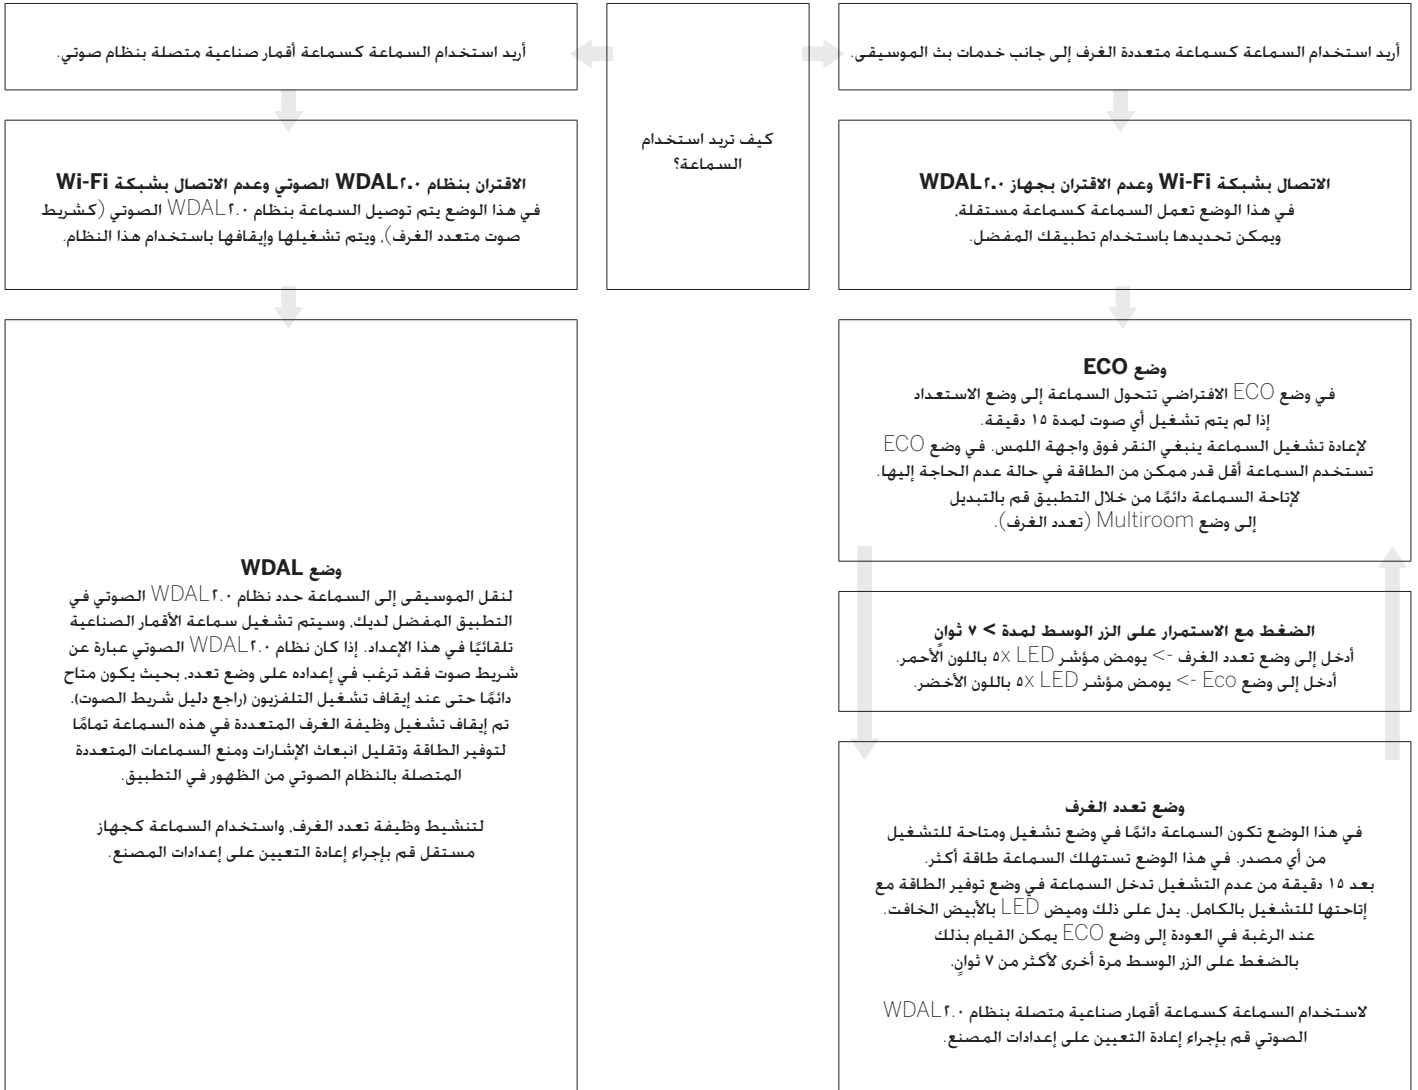 كيف تريد استخدام
السماعة؟
أريد استخدام السماعة كسماعة متعددة الغرف إلى جانب خدمات بث الموسيقى.
الاتصال بشبكة Wi-Fi وعدم الاقتران بجهاز WDAL٢.٠
في هذا الوضع تعمل السماعة كسماعة مستقلة،
ويمكن تحديدها باستخدام تطبيقك المفضل.
وضع ECO
في وضع ECO الافتراضي تتحول السماعة إلى وضع الاستعداد
إذا لم يتم تشغيل أي صوت لمدة ١٥ دقيقة.
لإعادة تشغيل السماعة ينبغي النقر فوق واجهة اللمس. في وضع ECO
تستخدم السماعة أقل قدر ممكن من الطاقة في حالة عدم الحاجة إليها.
لإتاحة السماعة دائمًا من خلال التطبيق قم بالتبديل
إلى وضع Multiroom (تعدد الغرف).
الضغط مع الاستمرار على الزر الوسط لمدة > ٧ ثوانٍ
أدخل إلى وضع تعدد الغرف -> يومض مؤشر LED ٥x باللون الأحمر.
أدخل إلى وضع Eco -> يومض مؤشر LED ٥x باللون الأخضر.
وضع تعدد الغرف
في هذا الوضع تكون السماعة دائمًا في وضع تشغيل ومتاحة للتشغيل
من أي مصدر. في هذا الوضع تستهلك السماعة طاقة أكثر.
بعد ١٥ دقيقة من عدم التشغيل تدخل السماعة في وضع توفير الطاقة مع
إتاحتها للتشغيل بالكامل. يدل على ذلك وميض LED بالأبيض الخافت.
عند الرغبة في العودة إلى وضع ECO يمكن القيام بذلك
بالضغط على الزر الوسط مرة أخرى لأكثر من ٧ ثوانٍ.
لاستخدام السماعة كسماعة أقمار صناعية متصلة بنظام WDAL٢.٠
الصوتي قم بإجراء إعادة التعيين على إعدادات المصنع.
أريد استخدام السماعة كسماعة أقمار صناعية متصلة بنظام صوتي.
الاقتران بنظام WDAL٢.٠ الصوتي وعدم الاتصال بشبكة Wi-Fi
في هذا الوضع يتم توصيل السماعة بنظام WDAL٢.٠ الصوتي (كشريط
صوت متعدد الغرف)، ويتم تشغيلها وإيقافها باستخدام هذا النظام.
وضع WDAL
لنقل الموسيقى إلى السماعة حدد نظام WDAL٢.٠ الصوتي في
التطبيق المفضل لديك، وسيتم تشغيل سماعة الأقمار الصناعية
تلقائيًا في هذا الإعداد. إذا كان نظام WDAL٢.٠ الصوتي عبارة عن
شريط صوت فقد ترغب في إعداده على وضع تعدد، بحيث يكون متاح
دائمًا حتى عند إيقاف تشغيل التلفزيون (راجع دليل شريط الصوت).
تم إيقاف تشغيل وظيفة الغرف المتعددة في هذه السماعة تمامًا
لتوفير الطاقة وتقليل انبعاث الإشارات ومنع السماعات المتعددة
المتصلة بالنظام الصوتي من الظهور في التطبيق.
لتنشيط وظيفة تعدد الغرف، واستخدام السماعة كجهاز
مستقل قم بإجراء إعادة التعيين على إعدادات المصنع.